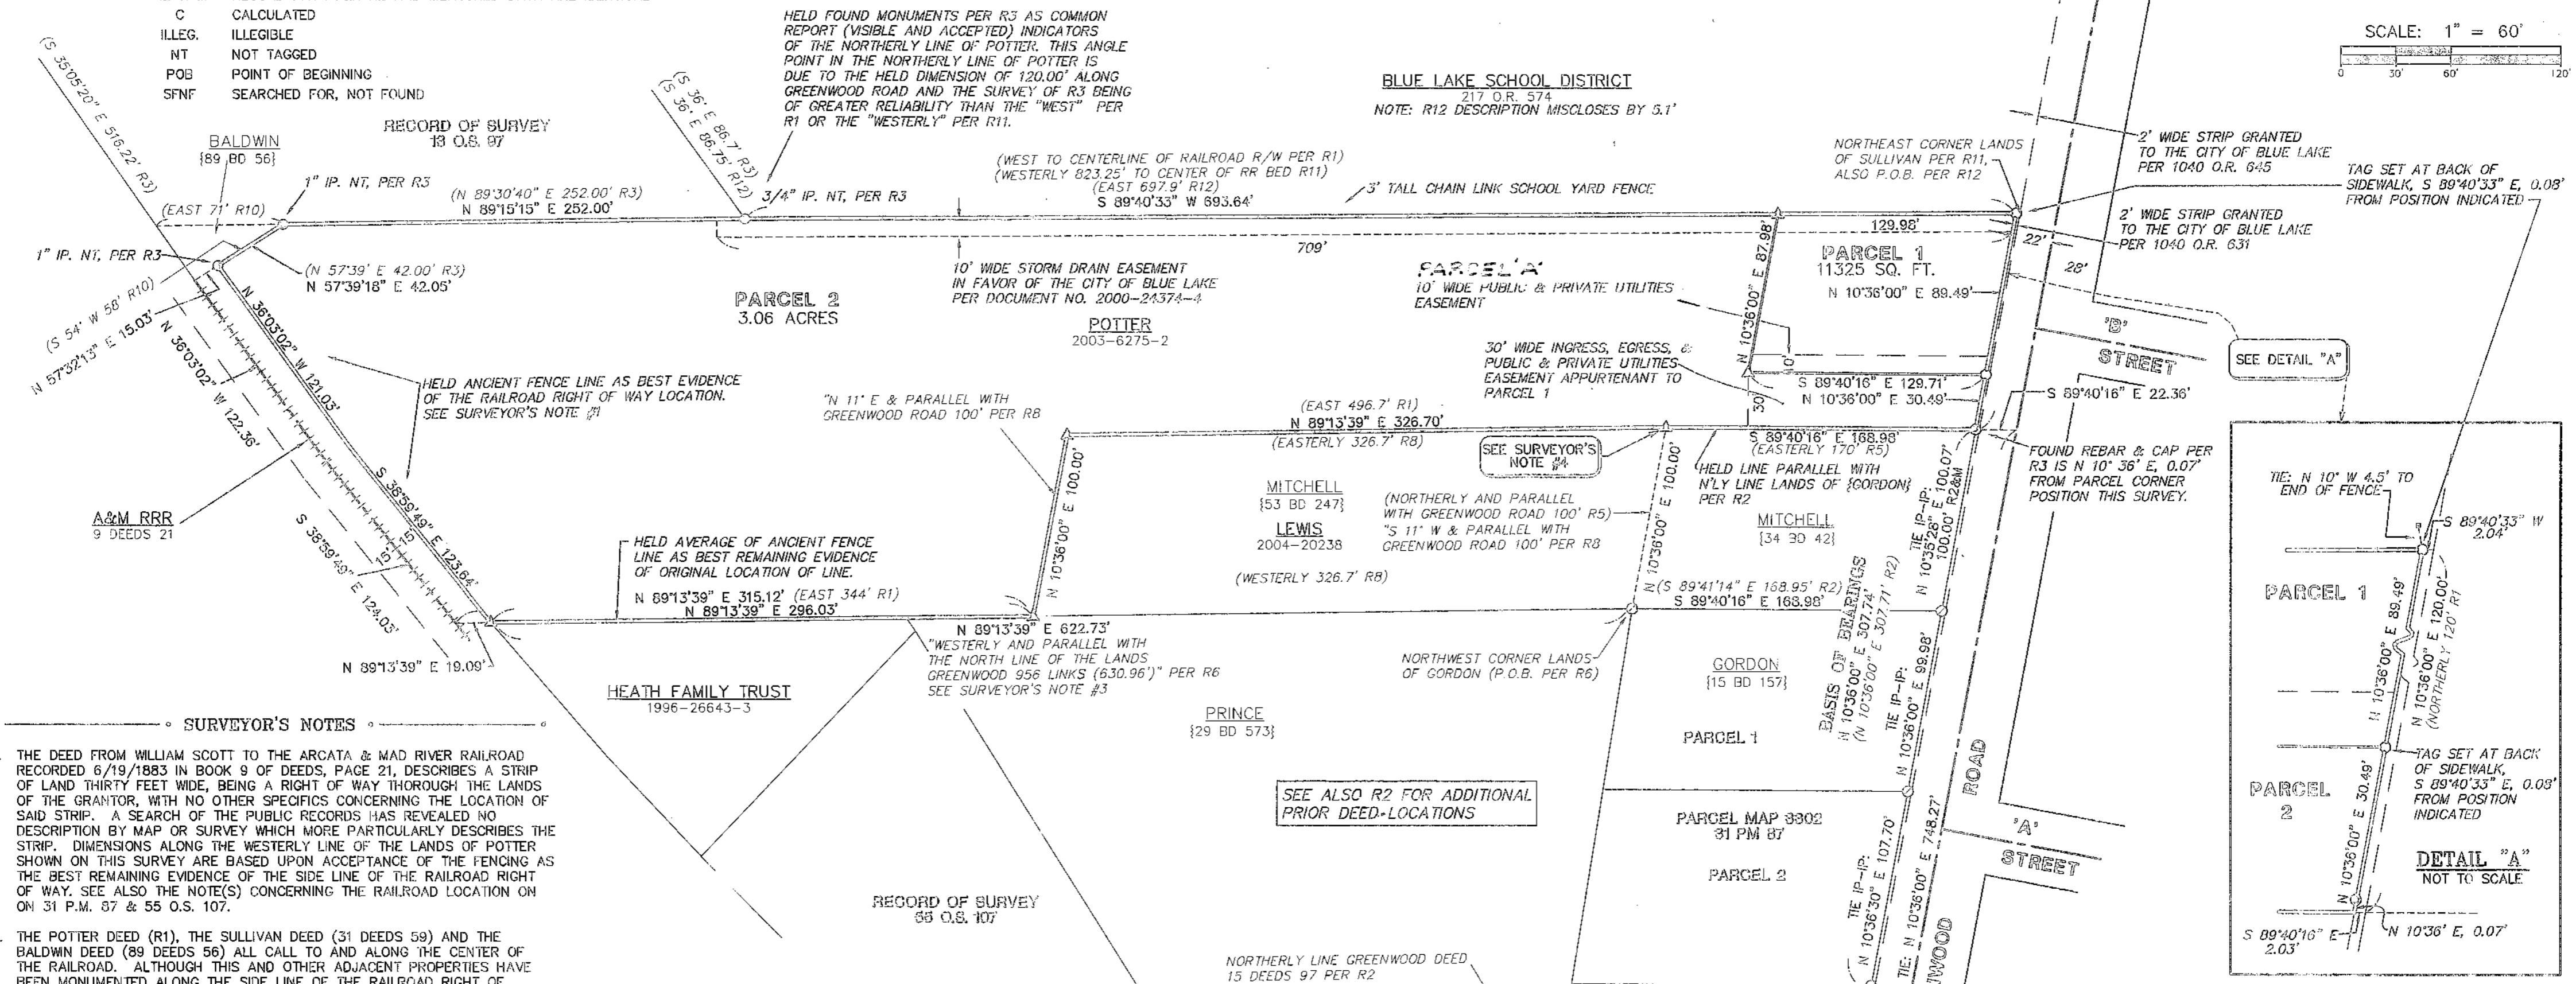 C CALCULATED
ILLEG. ILLEGIBLE
NT NOT TAGGED
POB POINT OF BEGINNING
SFNF SEARCHED FOR, NOT FOUND
(S 35°05'20" E 516.22' R3)
BALDWIN
{89 BD 56}
RECORD OF SURVEY
13 O.S. 97
1" IP. NT, PER R3
(EAST 71' R10)
(N 89°30'40" E 252.00' R3)
N 89°15'15" E 252.00'
(S 36° E 86.7' R3)
(S 36° E 86.75' R12)
3/4" IP. NT, PER R3
HELD FOUND MONUMENTS PER R3 AS COMMON
REPORT (VISIBLE AND ACCEPTED) INDICATORS
OF THE NORTHERLY LINE OF POTTER. THIS ANGLE
POINT IN THE NORTHERLY LINE OF POTTER IS
DUE TO THE HELD DIMENSION OF 120.00' ALONG
GREENWOOD ROAD AND THE SURVEY OF R3 BEING
OF GREATER RELIABILITY THAN THE "WEST" PER
R1 OR THE "WESTERLY" PER R11.
(WEST TO CENTERLINE OF RAILROAD R/W PER R1)
(WESTERLY 823.25' TO CENTER OF RR BED R11)
(EAST 697.9' R12)
S 89°40'33" W 693.64'
3' TALL CHAIN LINK SCHOOL YARD FENCE
BLUE LAKE SCHOOL DISTRICT
217 O.R. 574
NOTE: R12 DESCRIPTION MISCLOSES BY 5.1'
NORTHEAST CORNER LANDS
OF SULLIVAN PER R11,
ALSO P.O.B. PER R12
SCALE: 1" = 60'
0 30' 60' 120'
2' WIDE STRIP GRANTED
TO THE CITY OF BLUE LAKE
PER 1040 O.R. 645
TAG SET AT BACK OF
SIDEWALK, S 89°40'33" E, 0.08'
FROM POSITION INDICATED
2' WIDE STRIP GRANTED
TO THE CITY OF BLUE LAKE
PER 1040 O.R. 631
22'
28'
1" IP. NT, PER R3
(N 57°39' E 42.00' R3)
N 57°39'18" E 42.05'
(S 54° W 58' R10)
N 57°32'13" E 15.03'
N 36°03'02" W 122.36'
N 36°03'02" W 121.03'
709'
129.98'
N 10°36'00" E 87.98'
PARCEL 1
11325 SQ. FT.
N 10°36'00" E 89.49'
10' WIDE STORM DRAIN EASEMENT
IN FAVOR OF THE CITY OF BLUE LAKE
PER DOCUMENT NO. 2000-24374-4
PARCEL 'A'
10' WIDE PUBLIC & PRIVATE UTILITIES
EASEMENT
PARCEL 2
3.06 ACRES
POTTER
2003-6275-2
30' WIDE INGRESS, EGRESS, &
PUBLIC & PRIVATE UTILITIES
EASEMENT APPURTENANT TO
PARCEL 1
10'
30'
S 89°40'16" E 129.71'
N 10°36'00" E 30.49'
S 89°40'16" E 22.36'
'B'
STREET
SEE DETAIL "A"
HELD ANCIENT FENCE LINE AS BEST EVIDENCE
OF THE RAILROAD RIGHT OF WAY LOCATION.
SEE SURVEYOR'S NOTE #1
"N 11° E & PARALLEL WITH
GREENWOOD ROAD 100' PER R8
(EAST 496.7' R1)
N 89°13'39" E 326.70'
(EASTERLY 326.7' R8)
SEE SURVEYOR'S
NOTE #4
S 89°40'16" E 168.98'
(EASTERLY 170' R5)
HELD LINE PARALLEL WITH
N'LY LINE LANDS OF {GORDON}
PER R2
FOUND REBAR & CAP PER
R3 IS N 10° 36' E, 0.07'
FROM PARCEL CORNER
POSITION THIS SURVEY.
A&M RRR
9 DEEDS 21
S 38°59'49" E 123.64'
15'
15'
S 38°59'49" E 124.03'
N 10°36'00" E 100.00'
MITCHELL
{53 BD 247}
LEWIS
2004-20238
(NORTHERLY AND PARALLEL
WITH GREENWOOD ROAD 100' R5)
"S 11° W & PARALLEL WITH
GREENWOOD ROAD 100' PER R8
N 10°36'00" E 100.00'
MITCHELL
{34 BD 42}
TIE IP-IP:
N 10°35'28" E 100.07'
100.00' R2&M
HELD AVERAGE OF ANCIENT FENCE
LINE AS BEST REMAINING EVIDENCE
OF ORIGINAL LOCATION OF LINE.
N 89°13'39" E 315.12' (EAST 344' R1)
N 89°13'39" E 296.03'
(WESTERLY 326.7' R8)
(S 89°41'14" E 168.95' R2)
S 89°40'16" E 168.98'
N 89°13'39" E 19.09'
N 89°13'39" E 622.73'
"WESTERLY AND PARALLEL WITH
THE NORTH LINE OF THE LANDS
GREENWOOD 956 LINKS (630.96')" PER R6
SEE SURVEYOR'S NOTE #3
NORTHWEST CORNER LANDS
OF GORDON (P.O.B. PER R6)
HEATH FAMILY TRUST
1996-26643-3
PRINCE
{29 BD 573}
GORDON
{15 BD 157}
BASIS OF BEARINGS
N 10°36'00" E 307.74'
(N 10°36'00" E 307.71' R2)
TIE IP-IP:
N 10°36'00" E 99.98'
PARCEL 1
SEE ALSO R2 FOR ADDITIONAL
PRIOR DEED LOCATIONS
PARCEL MAP 3302
31 PM 87
PARCEL 2
TIE IP-IP:
N 10°36'30" E 107.70'
TIE: N 10°36'00" E 748.27'
ROAD
'A'
STREET
RECORD OF SURVEY
55 O.S. 107
NORTHERLY LINE GREENWOOD DEED
15 DEEDS 97 PER R2
SURVEYOR'S NOTES
THE DEED FROM WILLIAM SCOTT TO THE ARCATA & MAD RIVER RAILROAD
RECORDED 6/19/1883 IN BOOK 9 OF DEEDS, PAGE 21, DESCRIBES A STRIP
OF LAND THIRTY FEET WIDE, BEING A RIGHT OF WAY THOROUGH THE LANDS
OF THE GRANTOR, WITH NO OTHER SPECIFICS CONCERNING THE LOCATION OF
SAID STRIP. A SEARCH OF THE PUBLIC RECORDS HAS REVEALED NO
DESCRIPTION BY MAP OR SURVEY WHICH MORE PARTICULARLY DESCRIBES THE
STRIP. DIMENSIONS ALONG THE WESTERLY LINE OF THE LANDS OF POTTER
SHOWN ON THIS SURVEY ARE BASED UPON ACCEPTANCE OF THE FENCING AS
THE BEST REMAINING EVIDENCE OF THE SIDE LINE OF THE RAILROAD RIGHT
OF WAY. SEE ALSO THE NOTE(S) CONCERNING THE RAILROAD LOCATION ON
ON 31 P.M. 87 & 55 O.S. 107.
THE POTTER DEED (R1), THE SULLIVAN DEED (31 DEEDS 59) AND THE
BALDWIN DEED (89 DEEDS 56) ALL CALL TO AND ALONG THE CENTER OF
THE RAILROAD. ALTHOUGH THIS AND OTHER ADJACENT PROPERTIES HAVE
BEEN MONUMENTED ALONG THE SIDE LINE OF THE RAILROAD RIGHT OF
TIE: N 10° W 4.5' TO
END OF FENCE
S 89°40'33" W
2.04'
PARCEL 1
N 10°36'00" E 89.49'
N 10°36'00" E 120.00'
(NORTHERLY 120' R1
TAG SET AT BACK
OF SIDEWALK,
S 89°40'33" E, 0.08'
FROM POSITION
INDICATED
PARCEL
2
N 10°36'00" E 30.49'
DETAIL "A"
NOT TO SCALE
S 89°40'16" E
2.03'
N 10°36' E, 0.07'